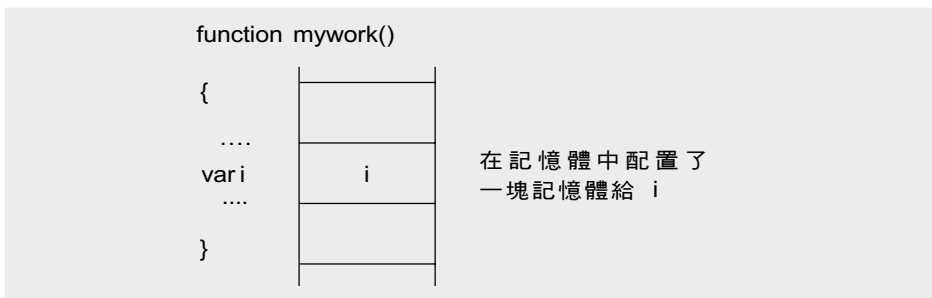 function mywork()
{
....
var i
i
....
}
在記憶體中配置了
一塊記憶體給 i